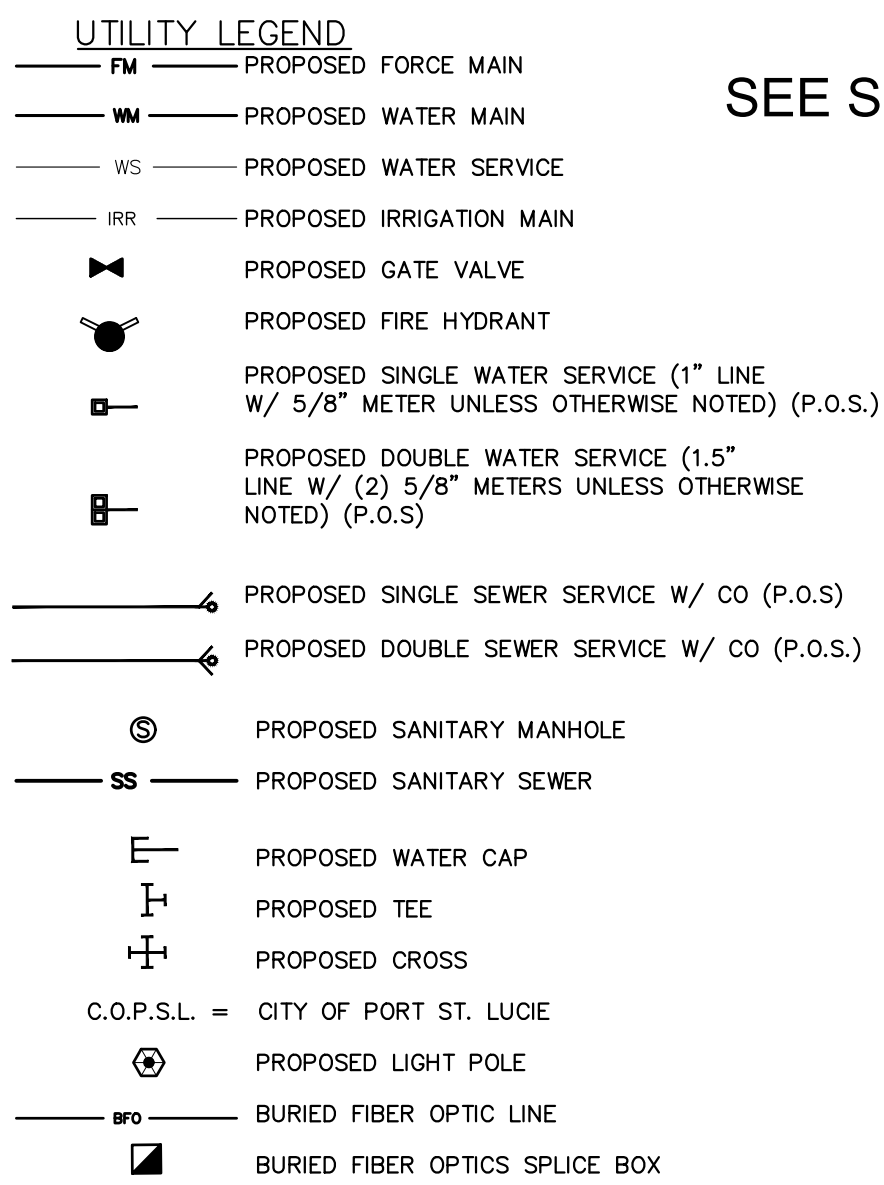 UTILITY LEGEND
FM PROPOSED FORCE MAIN
SEE S
WM PROPOSED WATER MAIN
WS PROPOSED WATER SERVICE
IRR PROPOSED IRRIGATION MAIN
PROPOSED GATE VALVE
PROPOSED FIRE HYDRANT
PROPOSED SINGLE WATER SERVICE (1" LINE
W/ 5/8" METER UNLESS OTHERWISE NOTED) (P.O.S.)
PROPOSED DOUBLE WATER SERVICE (1.5"
LINE W/ (2) 5/8" METERS UNLESS OTHERWISE
NOTED) (P.O.S)
PROPOSED SINGLE SEWER SERVICE W/ CO (P.O.S)
PROPOSED DOUBLE SEWER SERVICE W/ CO (P.O.S.)
S PROPOSED SANITARY MANHOLE
SS PROPOSED SANITARY SEWER
PROPOSED WATER CAP
PROPOSED TEE
PROPOSED CROSS
C.O.P.S.L. = CITY OF PORT ST. LUCIE
PROPOSED LIGHT POLE
BFO BURIED FIBER OPTIC LINE
BURIED FIBER OPTICS SPLICE BOX